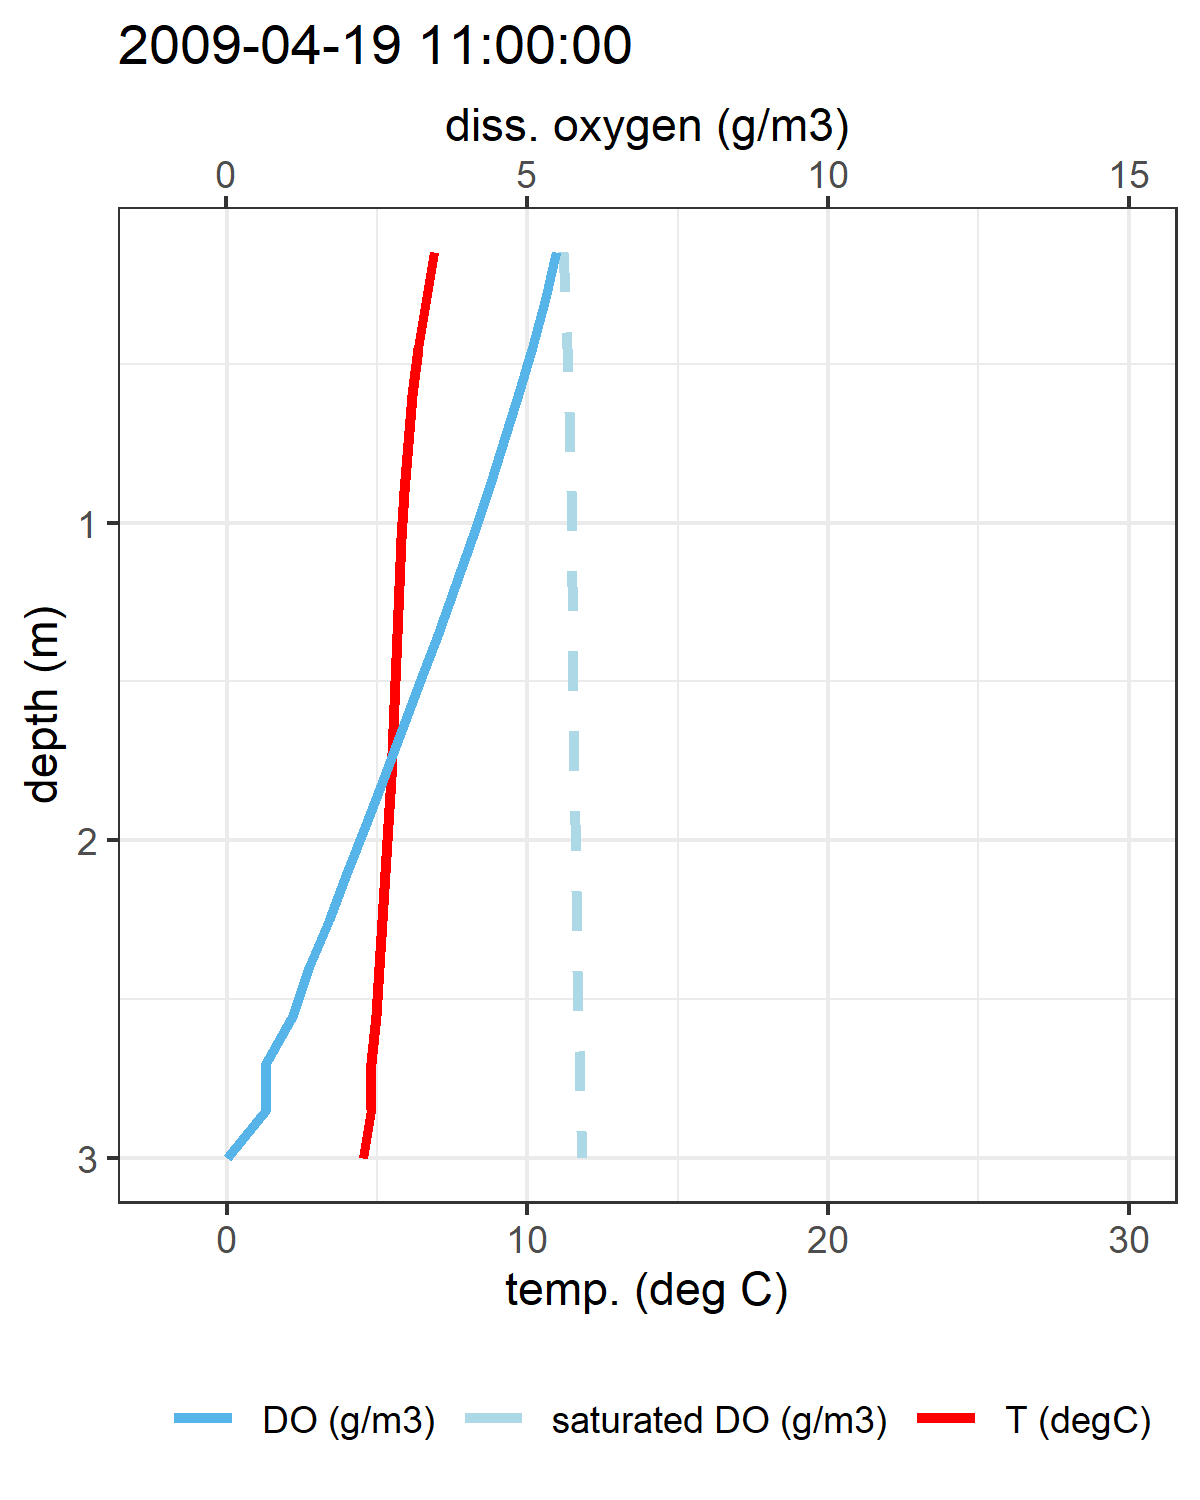 2009-04-19 11:00:00
diss. oxygen (g/m3)
0 5 10 15
depth (m)
1
2
3
0 10 20 30
temp. (deg C)
DO (g/m3) saturated DO (g/m3) T (degC)